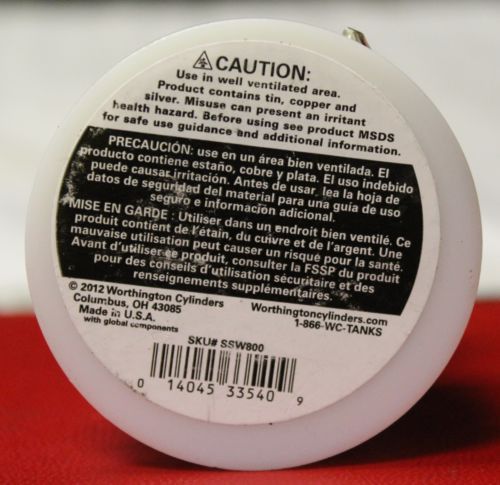 CAUTION:
Use in well ventilated area.
Product contains tin, copper and
silver. Misuse can present an irritant
health hazard. Before using see product MSDS
for safe use guidance and additional information.
PRECAUCIÓN: use en un área bien ventilada. El
producto contiene estaño, cobre y plata. El uso indebido
puede causar irritación. Antes de usar. lea la hoja de
datos de seguridad del material para una guía de uso
seguro e información adicional.
MISE EN GARDE : Utiliser dans un endroit bien ventilé. Ce
produit contient de l'étain, du cuivre et de l'argent. Une
mauvaise utilisation peut causer un risque pour la santé.
Avant d'utiliser ce produit, consulter la FSSP du produit
pour des conseils d'utilisation sécuritaire et des
renseignements supplémentaires.
© 2012 Worthington Cylinders
Columbus, OH 43085
Made in U.S.A.
with global components
Worthingtoncylinders.com
1-866-WC-TANKS
SKU# SSW800
0 14045 33540 9